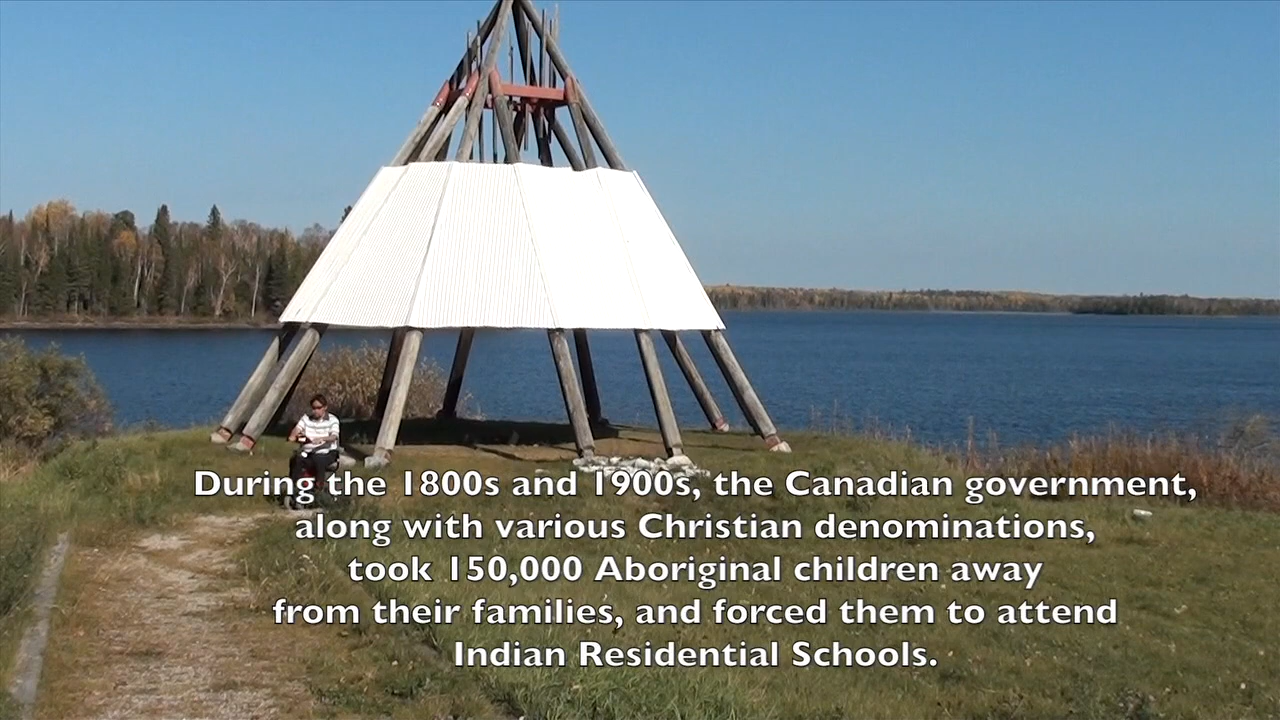 During the 1800s and 1900s, the Canadian government,
along with various Christian denominations,
took 150,000 Aboriginal children away
from their families, and forced them to attend
Indian Residential Schools.